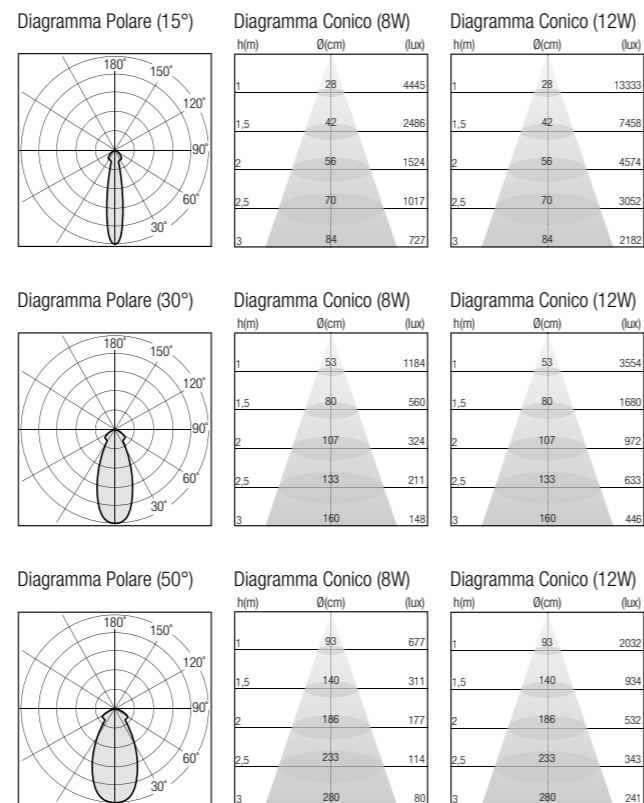 Diagramma Polare (15°)
180°
150°
120°
90°
60°
30°
Diagramma Conico (8W)
h(m) Ø(cm) (lux)
1 28 4445
1,5 42 2486
2 56 1524
2,5 70 1017
3 84 727
Diagramma Conico (12W)
h(m) Ø(cm) (lux)
1 28 13333
1,5 42 7458
2 56 4574
2,5 70 3052
3 84 2182
Diagramma Polare (30°)
180°
150°
120°
90°
60°
30°
Diagramma Conico (8W)
h(m) Ø(cm) (lux)
1 53 1184
1,5 80 560
2 107 324
2,5 133 211
3 160 148
Diagramma Conico (12W)
h(m) Ø(cm) (lux)
1 53 3554
1,5 80 1680
2 107 972
2,5 133 633
3 160 446
Diagramma Polare (50°)
180°
150°
120°
90°
60°
30°
Diagramma Conico (8W)
h(m) Ø(cm) (lux)
1 93 677
1,5 140 311
2 186 177
2,5 233 114
3 280 80
Diagramma Conico (12W)
h(m) Ø(cm) (lux)
1 93 2032
1,5 140 934
2 186 532
2,5 233 343
3 280 241